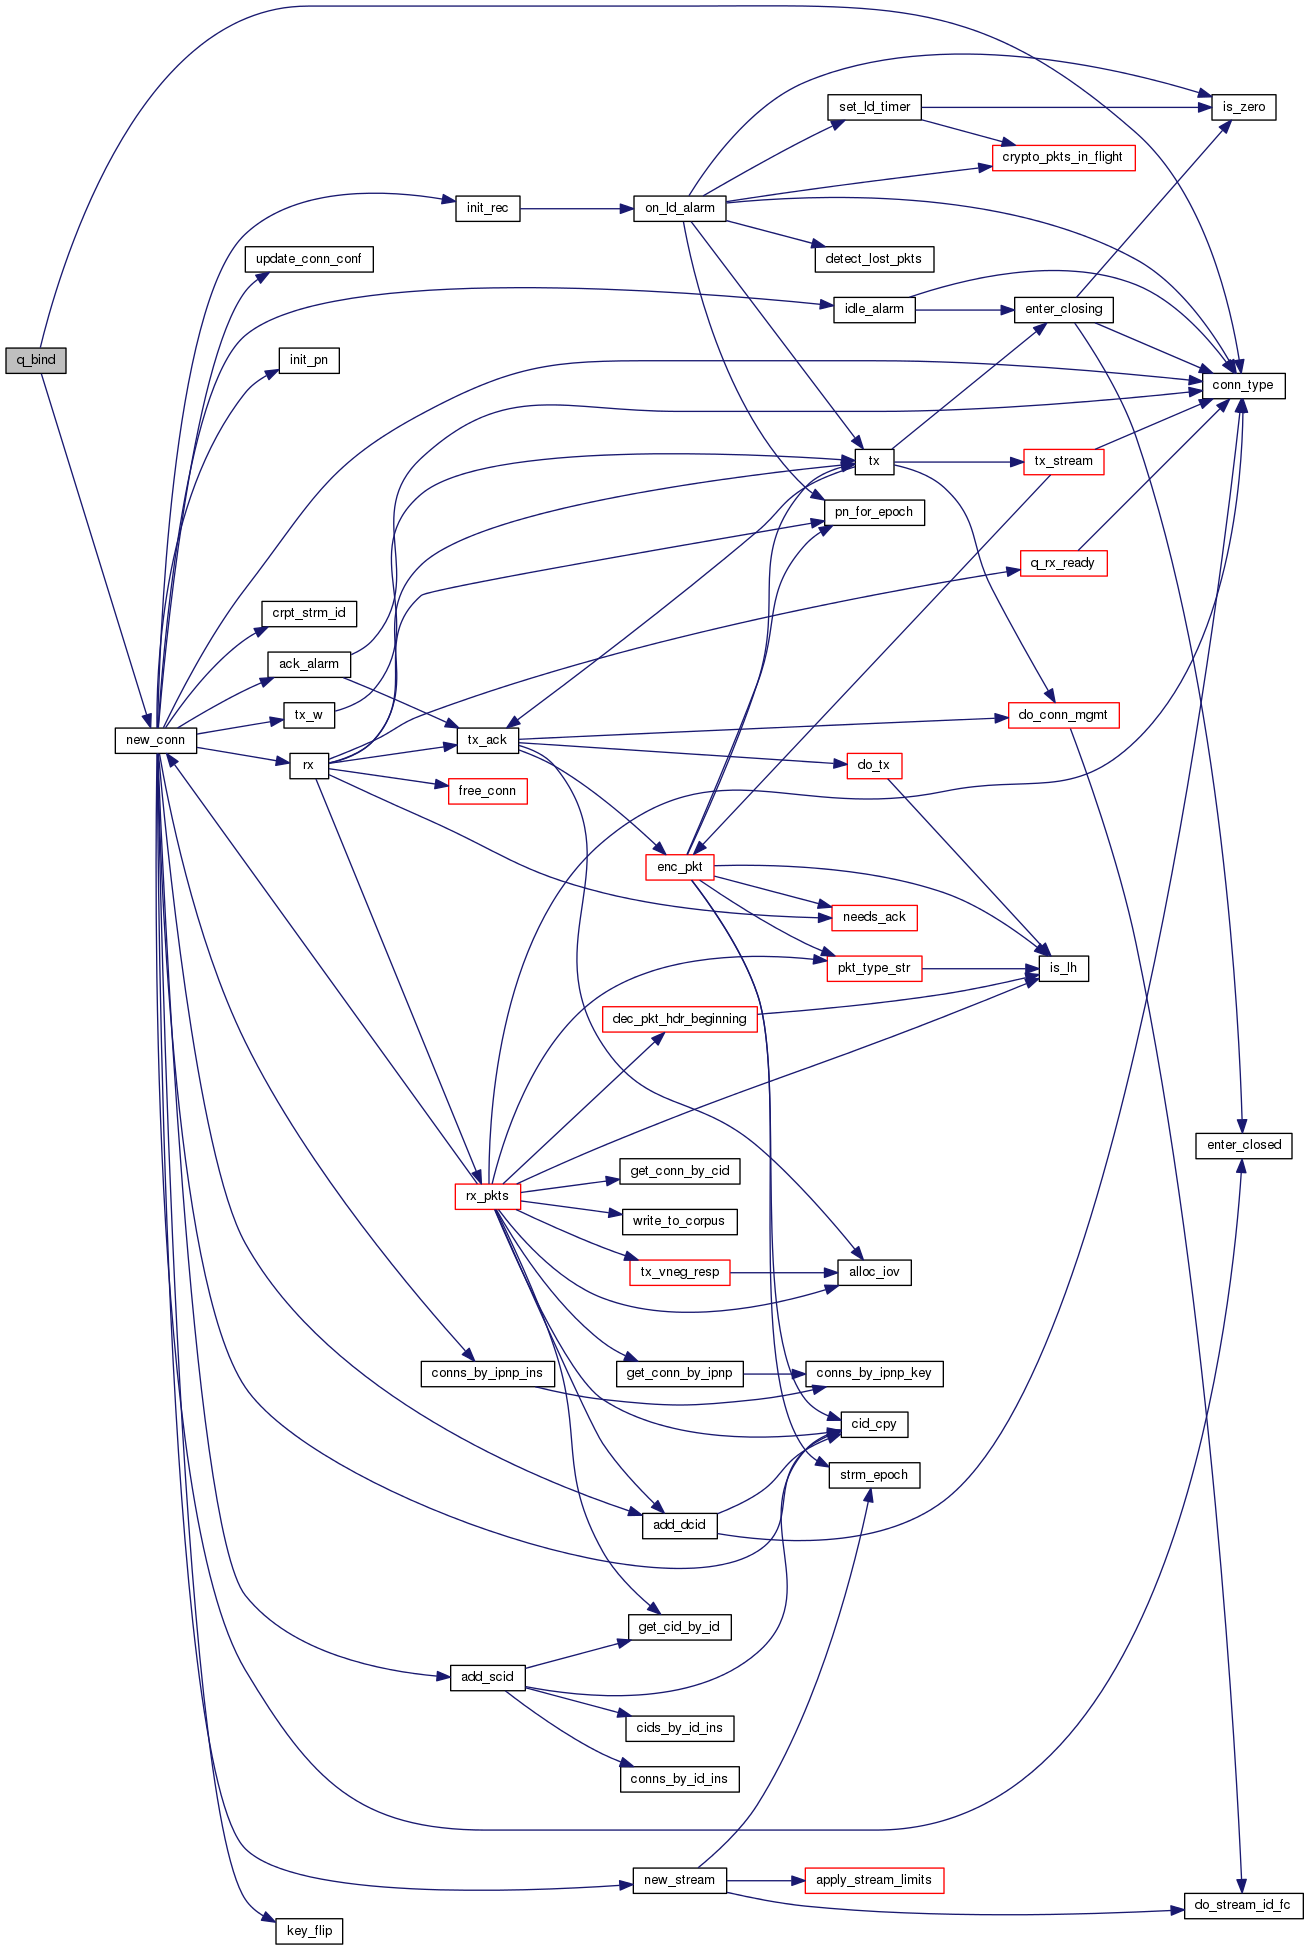 set_ld_timer
is_zero
crypto_pkts_in_flight
init_rec
on_ld_alarm
update_conn_conf
detect_lost_pkts
idle_alarm
enter_closing
q_bind
init_pn
conn_type
tx
tx_stream
pn_for_epoch
q_rx_ready
crpt_strm_id
ack_alarm
tx_w
do_conn_mgmt
new_conn
tx_ack
rx
do_tx
free_conn
enc_pkt
needs_ack
pkt_type_str
is_lh
dec_pkt_hdr_beginning
enter_closed
get_conn_by_cid
rx_pkts
write_to_corpus
tx_vneg_resp
alloc_iov
conns_by_ipnp_ins
get_conn_by_ipnp
conns_by_ipnp_key
cid_cpy
strm_epoch
add_dcid
get_cid_by_id
add_scid
cids_by_id_ins
conns_by_id_ins
new_stream
apply_stream_limits
do_stream_id_fc
key_flip